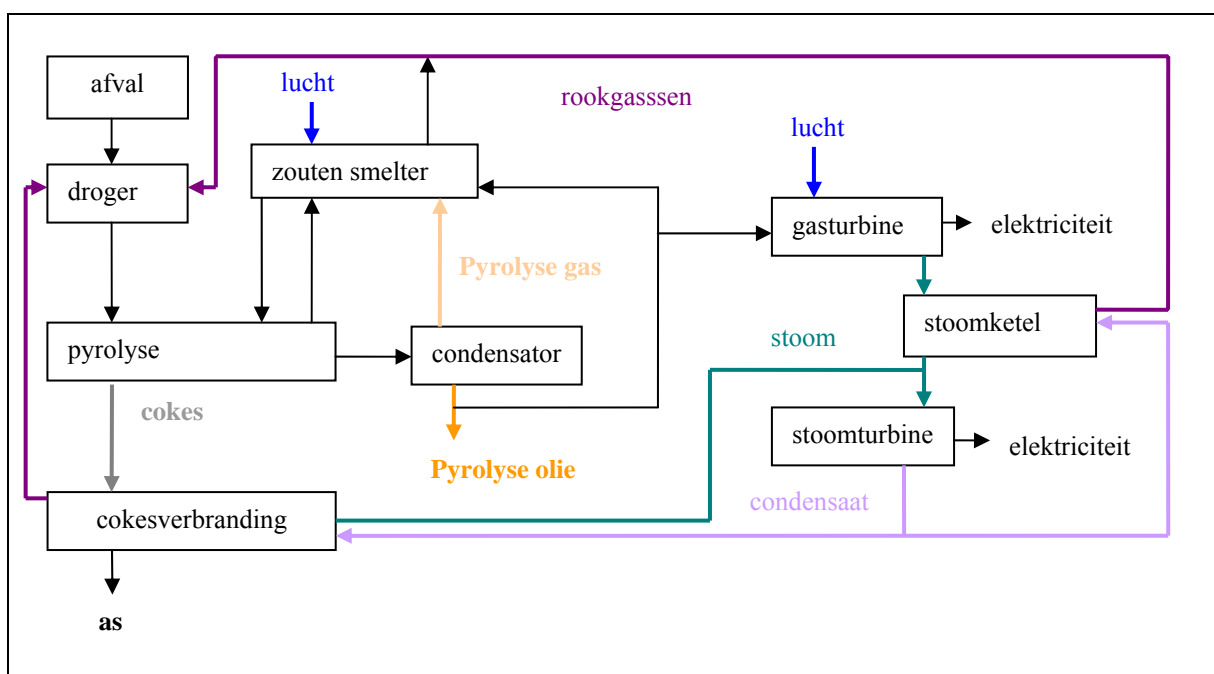 afval
lucht
rookgasssen
lucht
zouten smelter
droger
gasturbine
elektriciteit
Pyrolyse gas
stoomketel
stoom
pyrolyse
condensator
cokes
stoomturbine
elektriciteit
Pyrolyse olie
condensaat
cokesverbranding
as